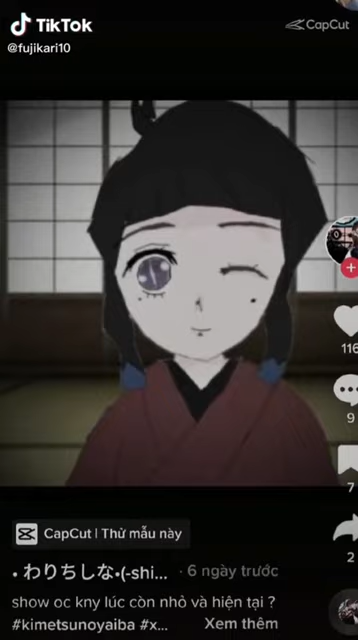 TikTok
CapCut
@fujikari10
116
9
7
2
CapCut | Thử mẫu này
• わりちしな•(-shi... · 6 ngày trước
show oc kny lúc còn nhỏ và hiện tại ?
#kimetsunoyaiba #x... Xem thêm